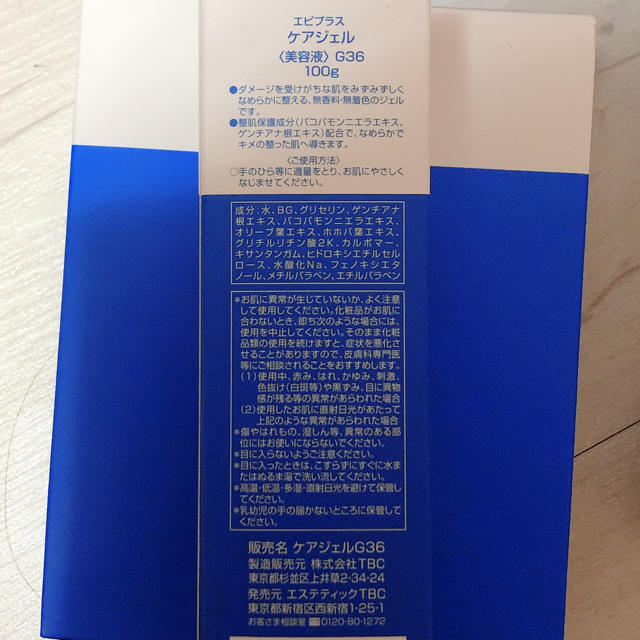 エピプラス
ケアジェル
〈美容液〉G36
100g
●ダメージを受けがちな肌をみずみずしく
なめらかに整える、無香料・無着色のジェル
です。
●整肌保護成分(バコパモンニエラエキス、
ゲンチアナ根エキス)配合で、なめらかで
キメの整った肌へ導きます。
〈ご使用方法〉
○手のひら等に適量をとり、お肌にやさしく
なじませてください。
成分:水、BG、グリセリン、ゲンチアナ
根エキス、バコパモンニエラエキス、
オリーブ葉エキス、ホホバ葉エキス、
グリチルリチン酸2K、カルボマー、
キサンタンガム、ヒドロキシエチルセル
ロース、水酸化Na、フェノキシエタ
ノール、メチルパラベン、エチルパラベン
*お肌に異常が生じていないか、よく注意
して使用してください。化粧品がお肌に
合わないとき、即ち次のような場合には、
使用を中止してください。そのまま化粧
品類の使用を続けますと、症状を悪化さ
せることがありますので、皮膚科専門医
等にご相談されることをおすすめします。
(1)使用中、赤み、はれ、かゆみ、刺激、
色抜け(白斑等)や黒ずみ、目に異物
感が残る等の異常があらわれた場合
(2)使用したお肌に直射日光があたって
上記のような異常があらわれた場合
*傷やはれもの、湿しん等、異常のある部
位にはお使いにならないでください。
*目に入らないようご注意ください。
*目に入ったときは、こすらずにすぐに水ま
たはぬるま湯で洗い流してください。
*高温・低温・多湿・直射日光を避けて保管し
てください。
*乳幼児の手の届かないところに保管して
ください。
販売名 ケアジェルG36
製造販売元 株式会社TBC
東京都杉並区上井草2-34-24
発売元 エステティックTBC
東京都新宿区西新宿1-25-1
お客さま相談室 0120-80-1272